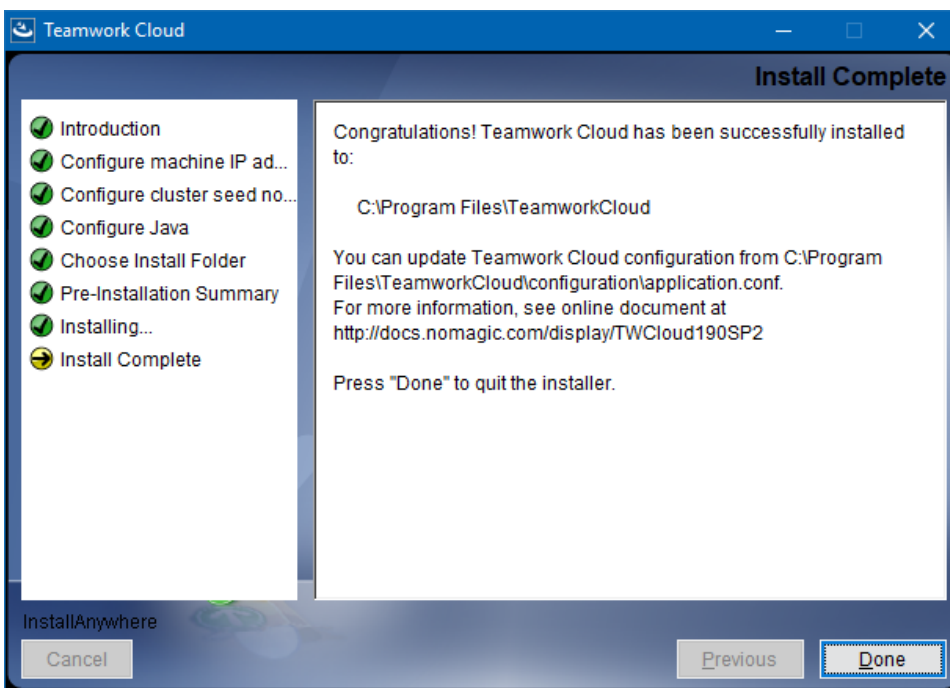 Teamwork Cloud
Install Complete
Introduction
Configure machine IP ad...
Configure cluster seed no...
Configure Java
Choose Install Folder
Pre-Installation Summary
Installing...
Install Complete
Congratulations! Teamwork Cloud has been successfully installed
to:
C:\Program Files\TeamworkCloud
You can update Teamwork Cloud configuration from C:\Program
Files\TeamworkCloud\configuration\application.conf.
For more information, see online document at
http://docs.nomagic.com/display/TWCloud190SP2
Press "Done" to quit the installer.
InstallAnywhere
Cancel
Previous
Done